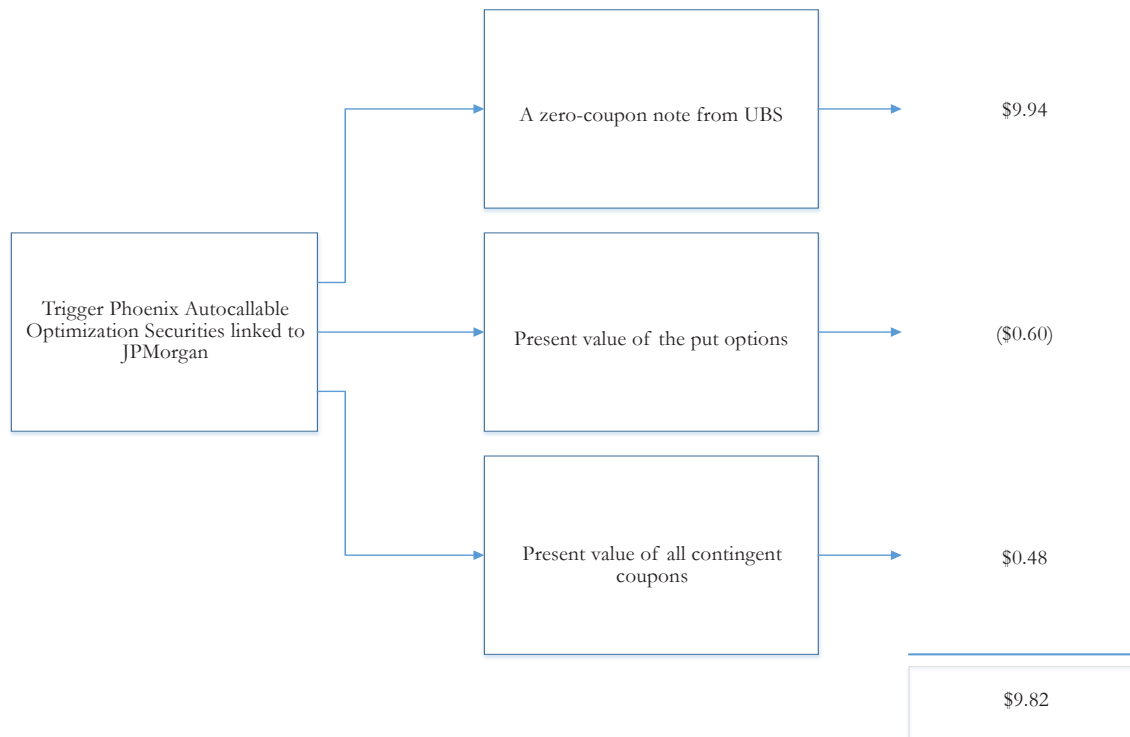 A zero-coupon note from UBS
$9.94
Trigger Phoenix Autocallable
Optimization Securities linked to
JPMorgan
Present value of the put options
($0.60)
Present value of all contingent
coupons
$0.48
$9.82